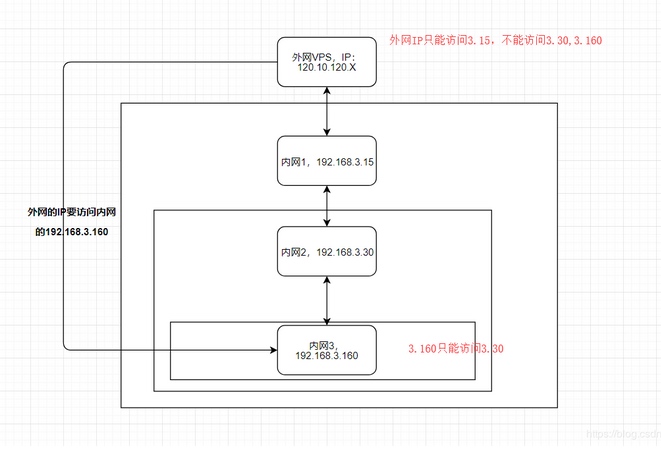 外网IP只能访问3.15，不能访问3.30,3.160
外网VPS，IP：
120.10.120.X
内网1，192.168.3.15
外网的IP要访问内网
的192.168.3.160
内网2，192.168.3.30
内网3，
192.168.3.160
3.160只能访问3.30
https://blog.csdn